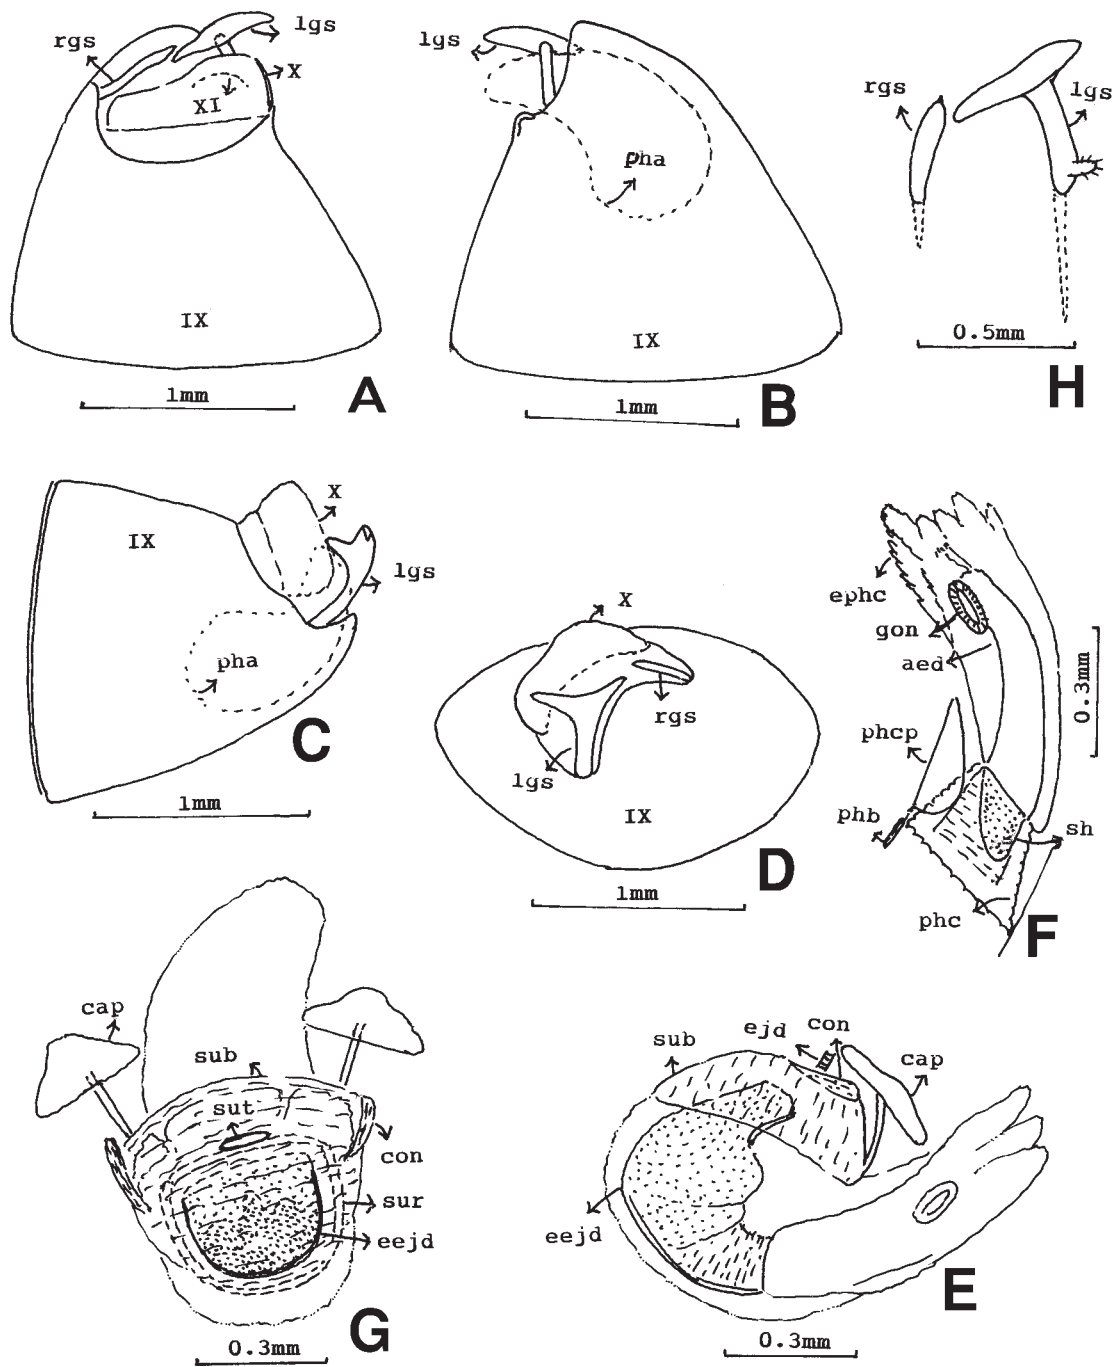 rgs
lgs
X
XI
IX
1mm
A
lgs
pha
IX
1mm
B
rgs
lgs
0.5mm
H
IX
X
lgs
pha
C
1mm
X
rgs
lgs
IX
D
1mm
ephc
gon
aed
0.3mm
phcp
phb
sh
phc
F
cap
sub
sut
con
sur
eejd
G
0.3mm
sub
ejd con
cap
eejd
E
0.3mm